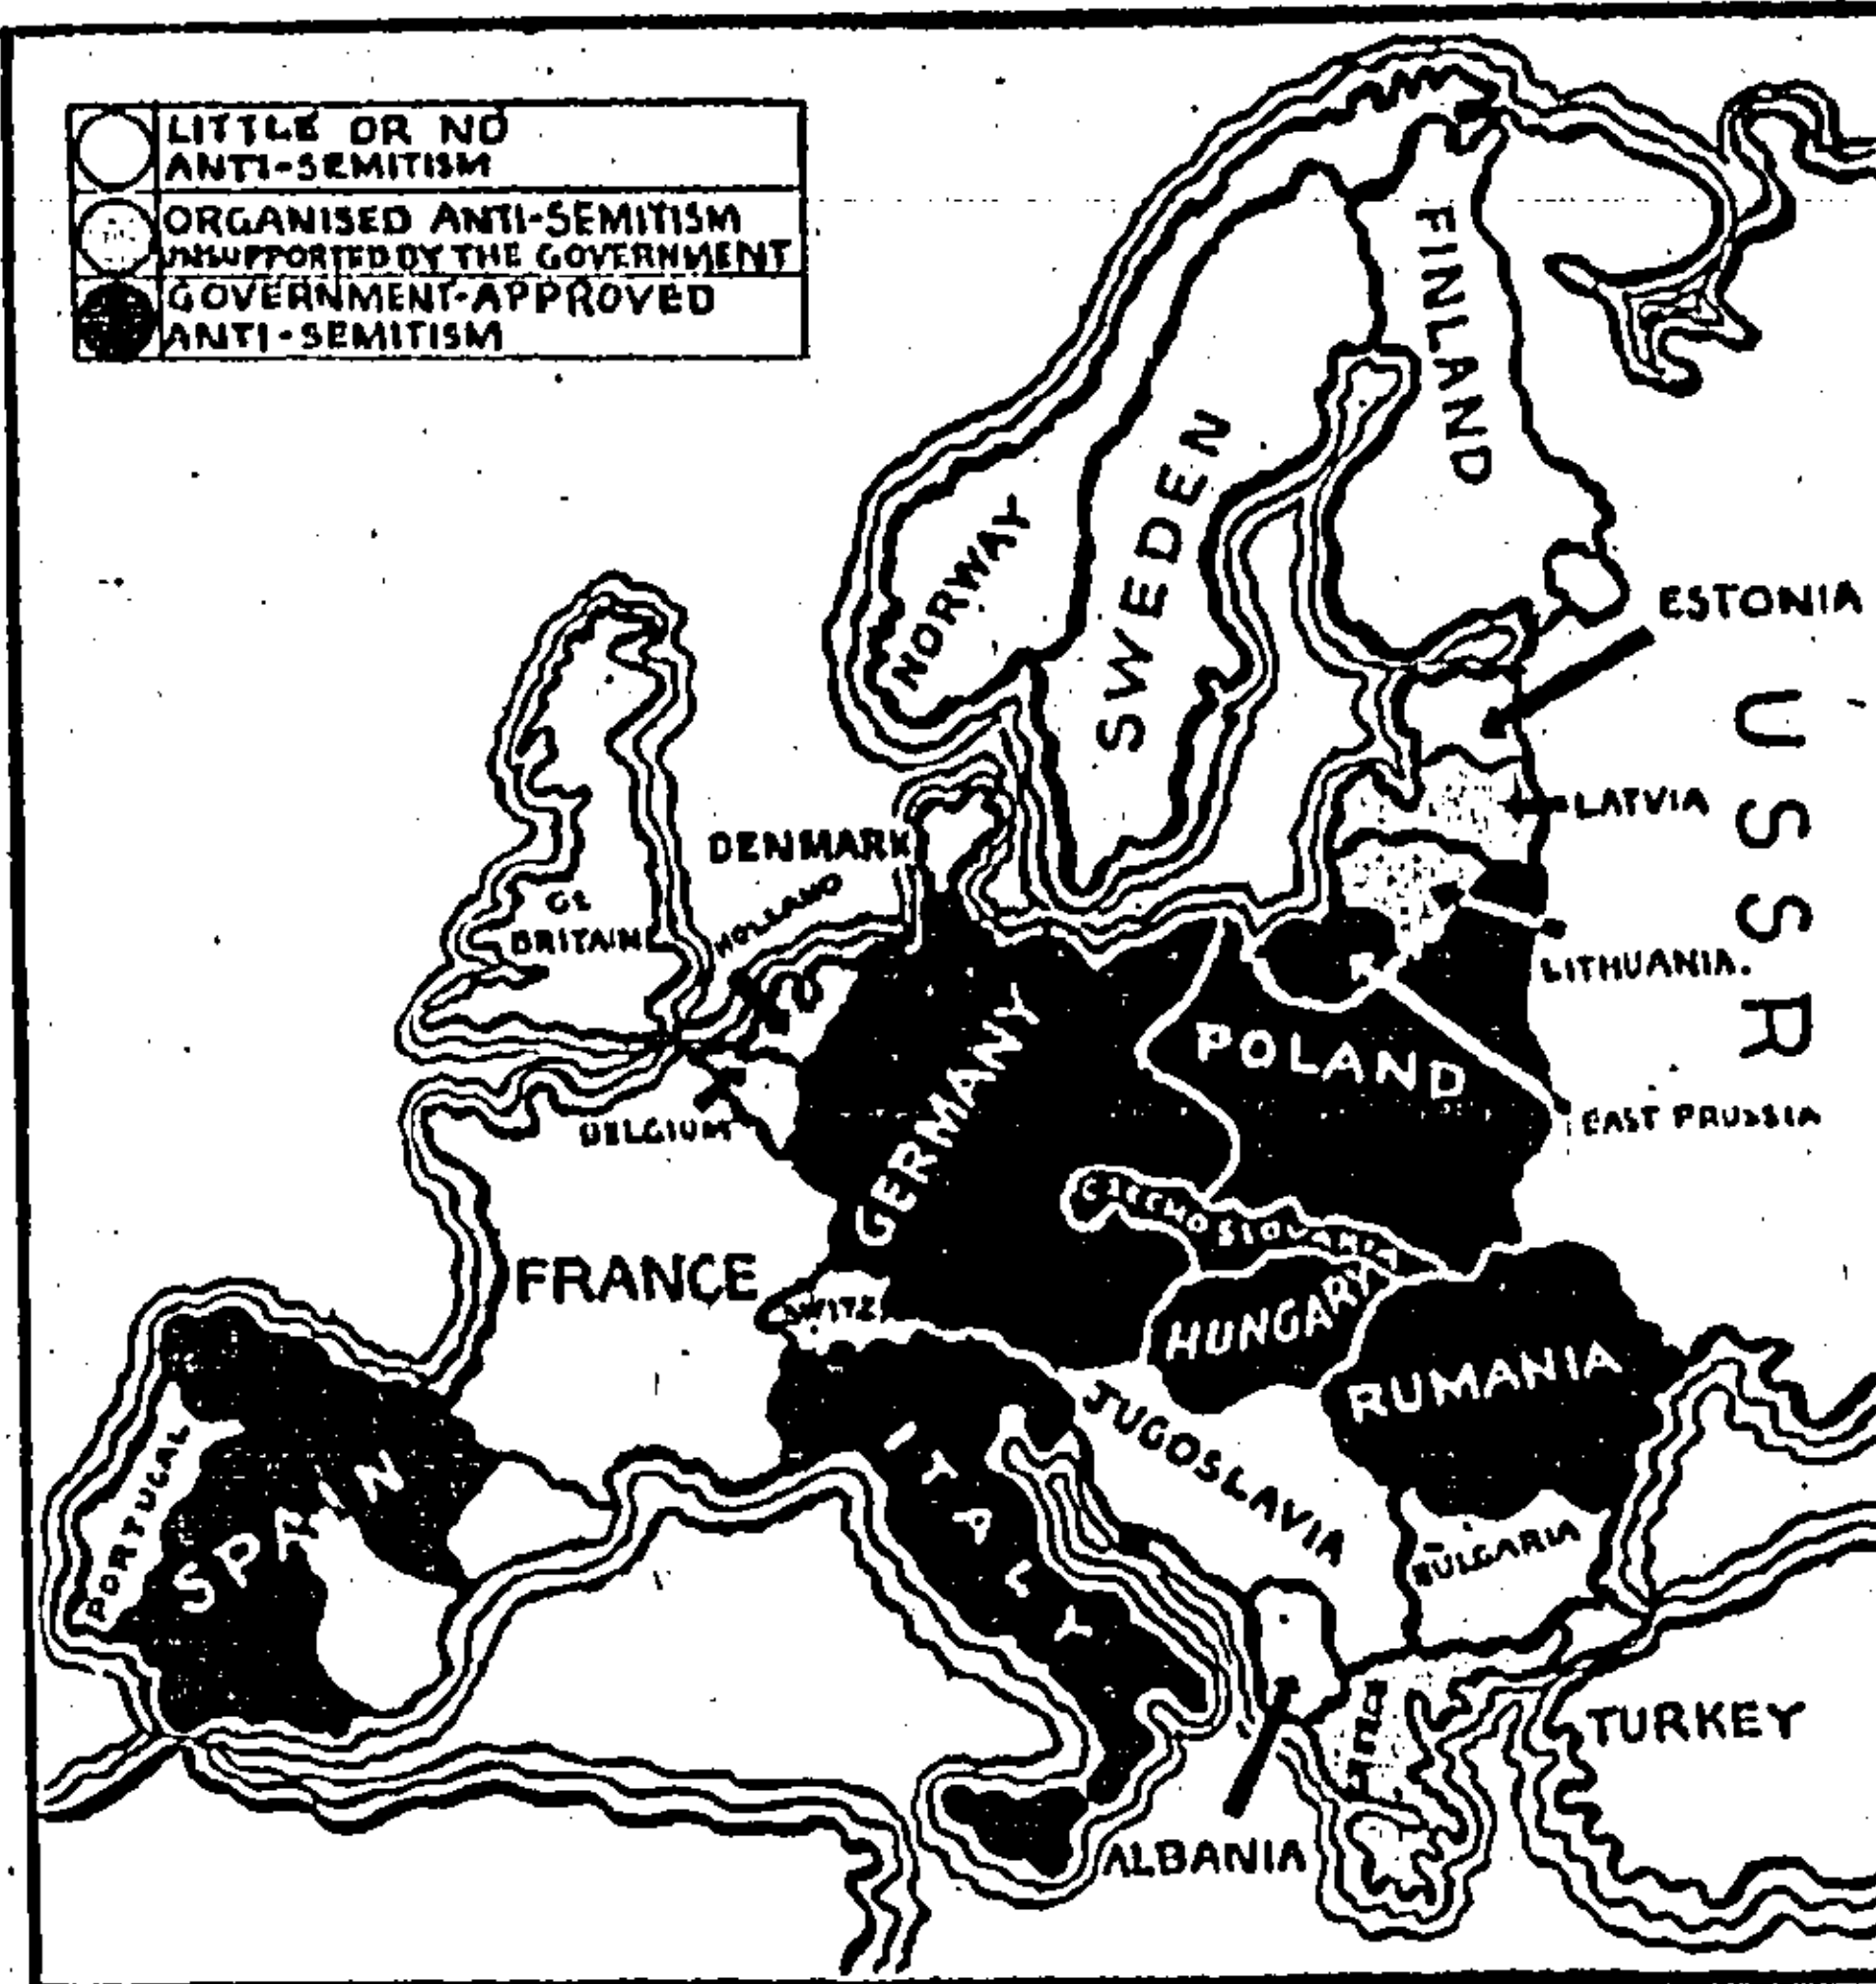 LITTLE OR NO
ANTI-SEMITISM
ORGANISED ANTI-SEMITISM
UNSUPPORTED BY THE GOVERNMENT
GOVERNMENT-APPROVED
ANTI-SEMITISM
FINLAND
SWEDEN
NORWAY
ESTONIA
USSR
LATVIA
DENMARK
HOLLAND
GT
BRITAIN
LITHUANIA.
POLAND
GERMANY
BELGIUM
EAST PRUSSIA
CZECHOSLOVAKIA
FRANCE
SWITZ
HUNGARY
RUMANIA
JUGOSLAVIA
ITALY
PORTUGAL
SPAIN
BULGARIA
TURKEY
ALBANIA